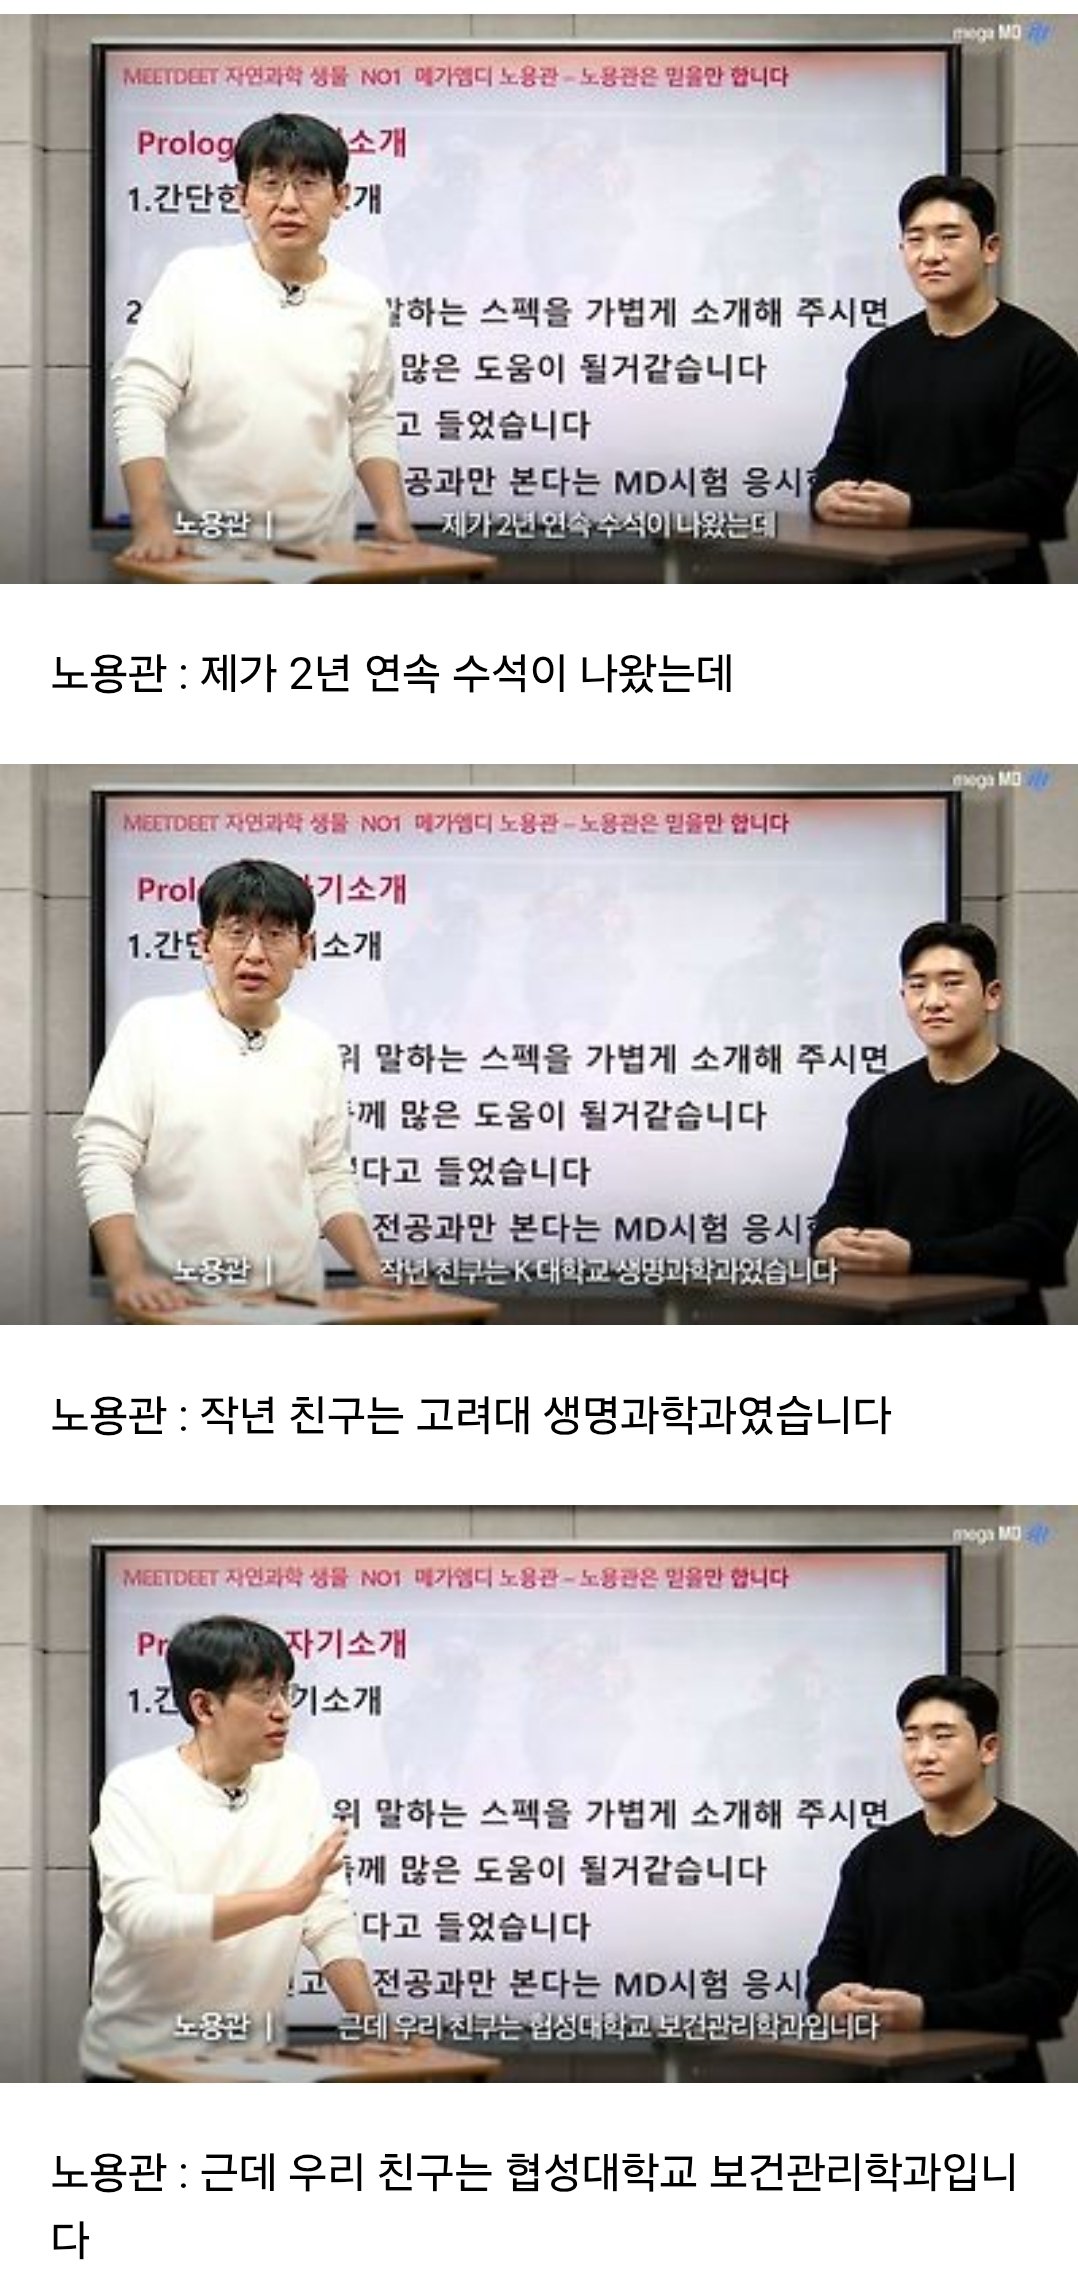 mega MD
MEETDEET 자연과학 생물 NO1 메가엠디 노용관 – 노용관은 믿을만 합니다
소개
1.간단한 개
2
말하는 스펙을 가볍게 소개해 주시면
많은 도움이 될거같습니다
고 들었습니다
공과만 본다는 MD시험 응시
노용관 | 제가 2년 연속 수석이 나왔는데
노용관 : 제가 2년 연속 수석이 나왔는데
mega MD
MEETDEET 자연과학 생물 NO1 메가엠디 노용관 – 노용관은 믿을만 합니다
기소개
소개
위 말하는 스펙을 가볍게 소개해 주시면
께 많은 도움이 될거같습니다
다고 들었습니다
전공과만 본다는 MD시험 응시
노용관 | 작년 친구는 K 대학교 생명과학과였습니다
노용관 : 작년 친구는 고려대 생명과학과였습니다
mega MD
MEETDEET 자연과학 생물 NO1 메가엠디 노용관 – 노용관은 믿을만 합니다
자기소개
기소개
위 말하는 스펙을 가볍게 소개해 주시면
께 많은 도움이 될거같습니다
다고 들었습니다
고 전공과만 본다는 MD시험 응시
노용관 | 근데 우리 친구는 협성대학교 보건관리학과입니다
노용관 : 근데 우리 친구는 협성대학교 보건관리학과입니
다